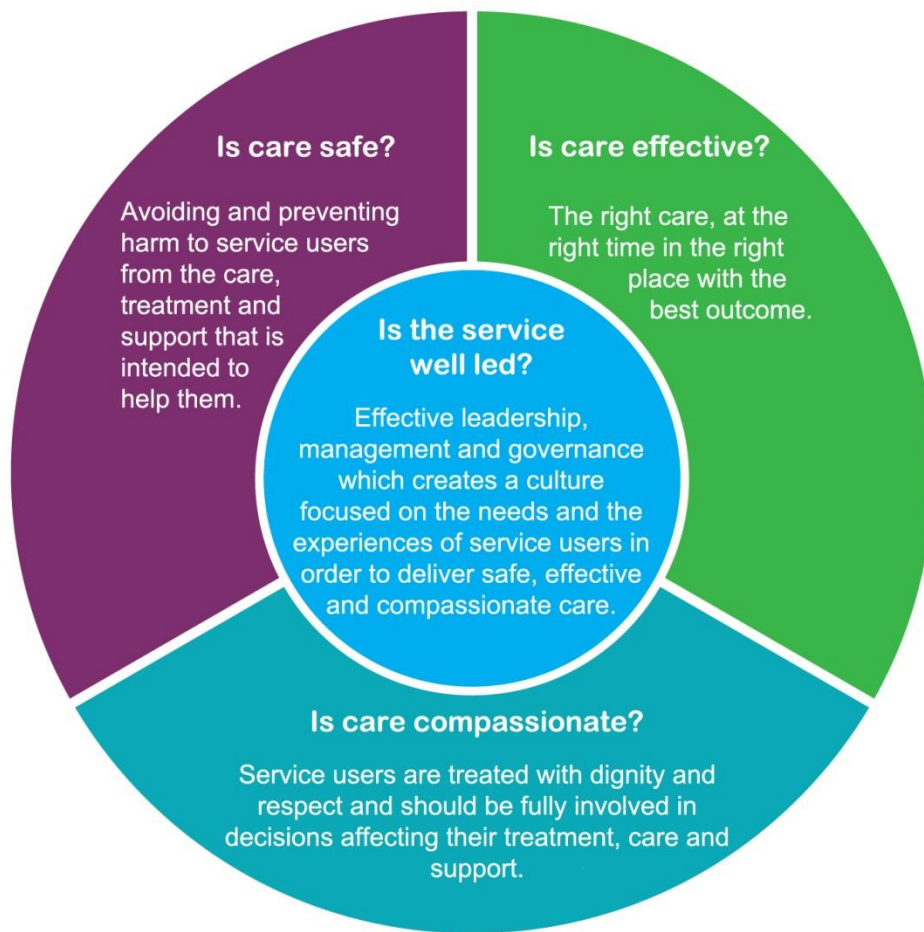 Is care safe?
Avoiding and preventing
harm to service users
from the care,
treatment and
support that is
intended to
help them.
Is care effective?
The right care, at the
right time in the right
place with the
best outcome.
Is the service
well led?
Effective leadership,
management and governance
which creates a culture
focused on the needs and the
experiences of service users in
order to deliver safe, effective
and compassionate care.
Is care compassionate?
Service users are treated with dignity and
respect and should be fully involved in
decisions affecting their treatment, care and
support.